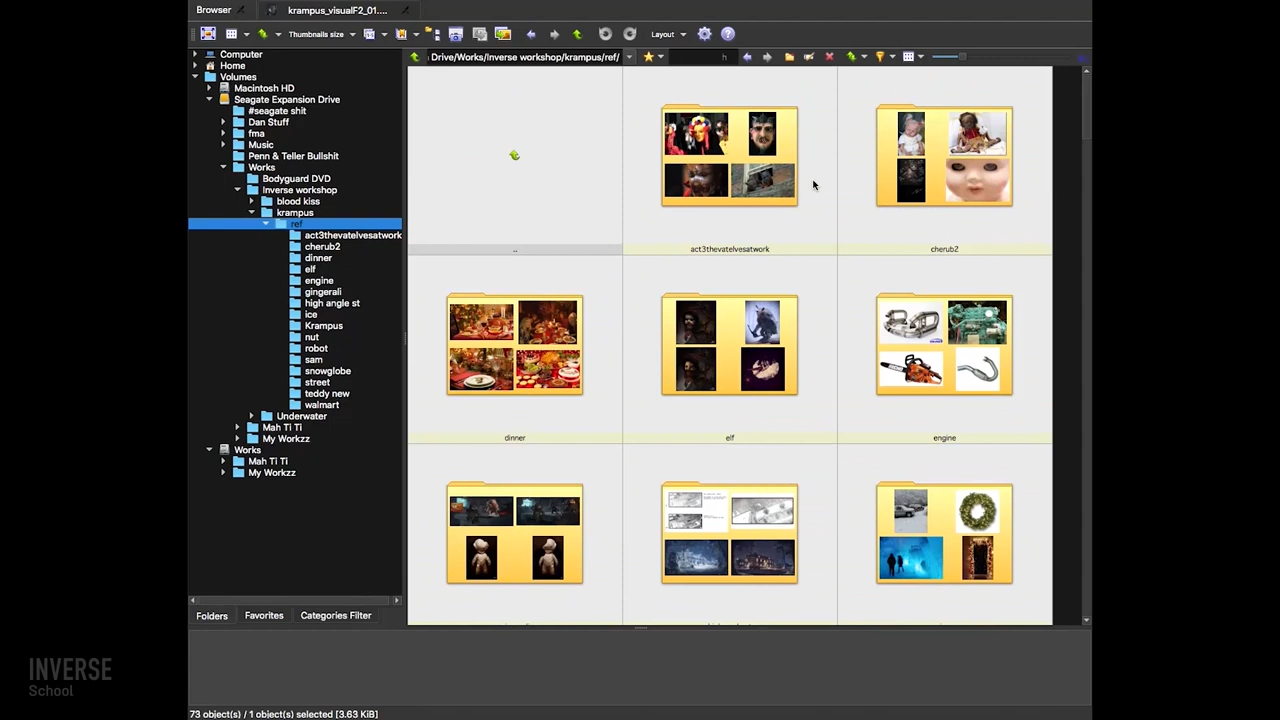 Browser
krampus_visualF2_01....
Thumbnails size
Layout
Drive/Works/Inverse workshop/krampus/ref/
h
Computer
Home
Volumes
Macintosh HD
Seagate Expansion Drive
#seagate shit
Dan Stuff
fma
Music
Penn & Teller Bullshit
Works
Bodyguard DVD
Inverse workshop
blood kiss
krampus
ref
act3thevatelvesatwork
cherub2
dinner
elf
engine
gingerali
high angle st
ice
Krampus
nut
robot
sam
snowglobe
street
teddy new
walmart
Underwater
Mah Ti Ti
My Workzz
Works
Mah Ti Ti
My Workzz
..
act3thevatelvesatwork
cherub2
dinner
elf
engine
Folders
Favorites
Categories Filter
INVERSE
School
73 object(s) / 1 object(s) selected [3.63 KiB]